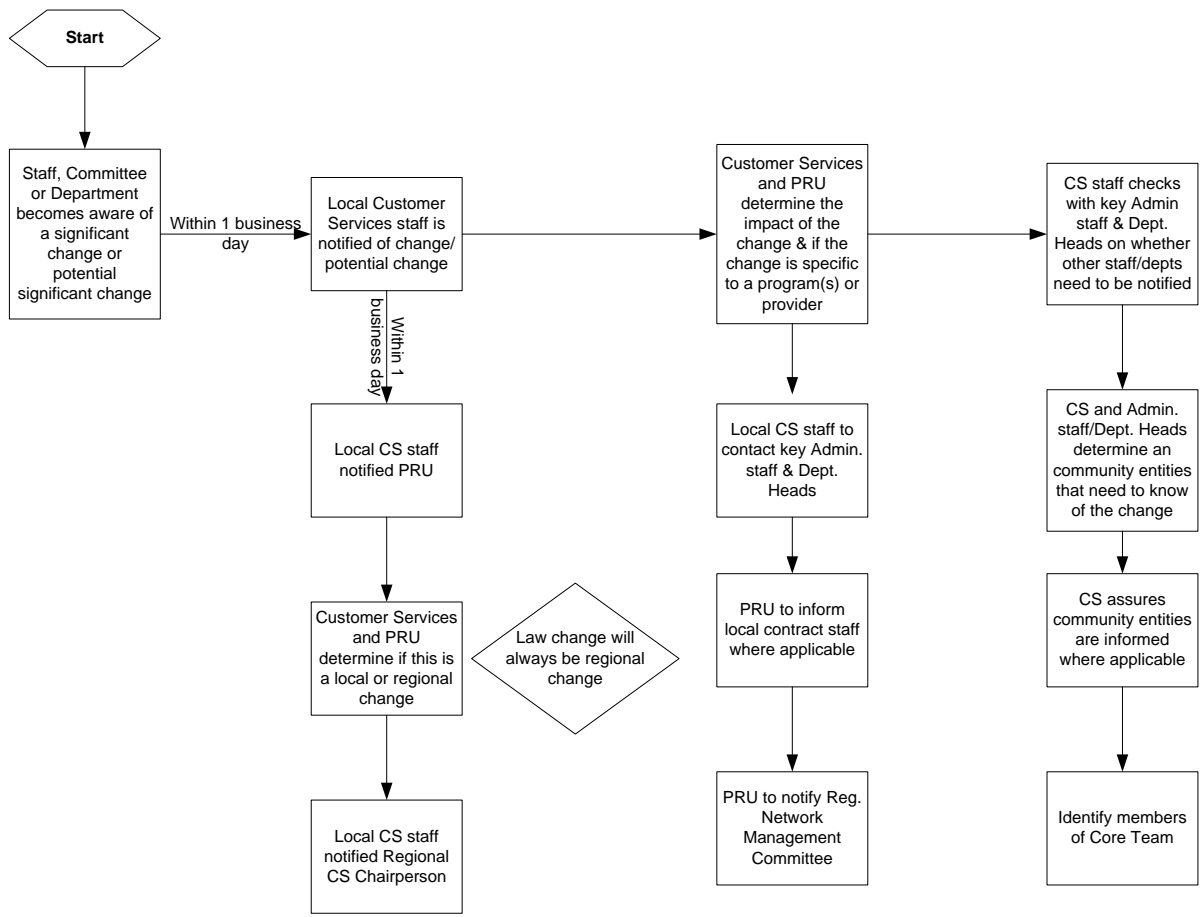 Start
Staff, Committee
or Department
becomes aware of
a significant
change or
potential
significant change
Within 1 business
day
Local Customer
Services staff is
notified of change/
potential change
Within 1
business day
Local CS staff
notified PRU
Customer Services
and PRU
determine if this is
a local or regional
change
Local CS staff
notified Regional
CS Chairperson
Law change will
always be regional
change
Customer Services
and PRU
determine the
impact of the
change & if the
change is specific
to a program(s) or
provider
Local CS staff to
contact key Admin.
staff & Dept.
Heads
PRU to inform
local contract staff
where applicable
PRU to notify Reg.
Network
Management
Committee
CS staff checks
with key Admin
staff & Dept.
Heads on whether
other staff/depts
need to be notified
CS and Admin.
staff/Dept. Heads
determine an
community entities
that need to know
of the change
CS assures
community entities
are informed
where applicable
Identify members
of Core Team